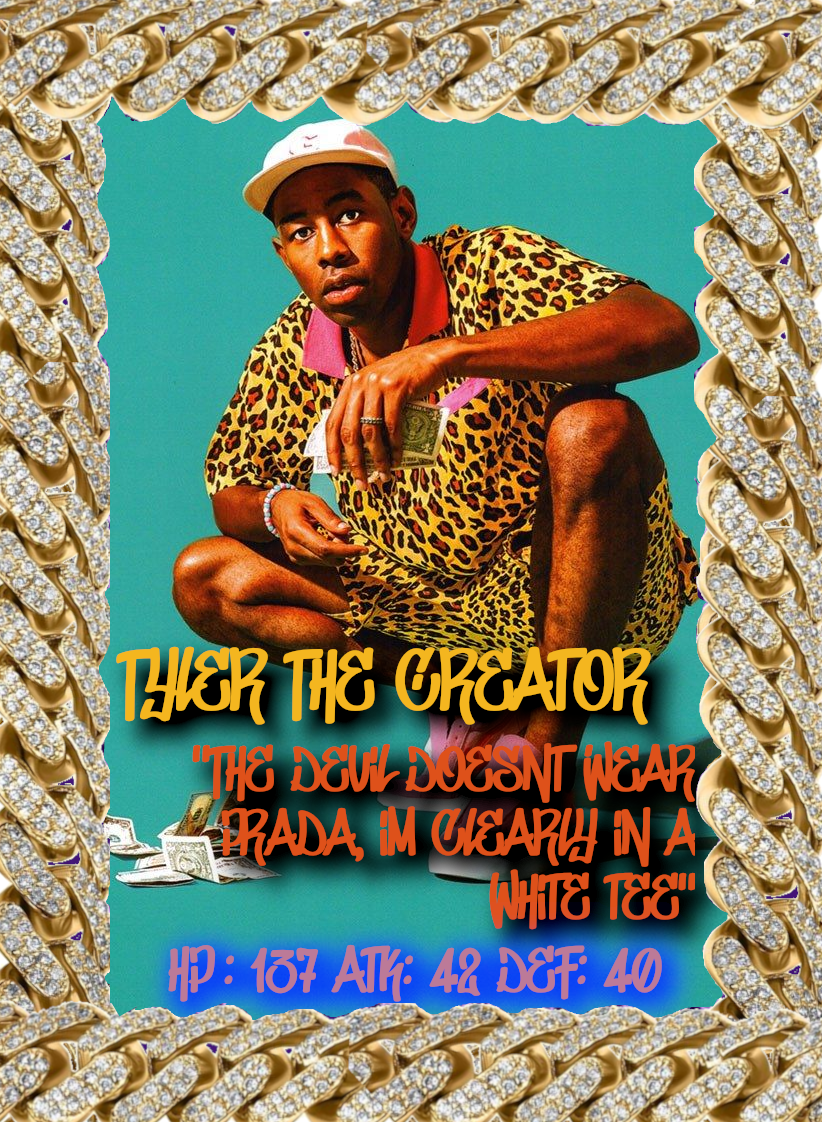 TYLER THE CREATOR
"THE DEVIL DOESNT WEAR
PRADA, iM CLEARLY iN A
WHiTE TEE"
HP : 137 ATK: 42 DEF: 40